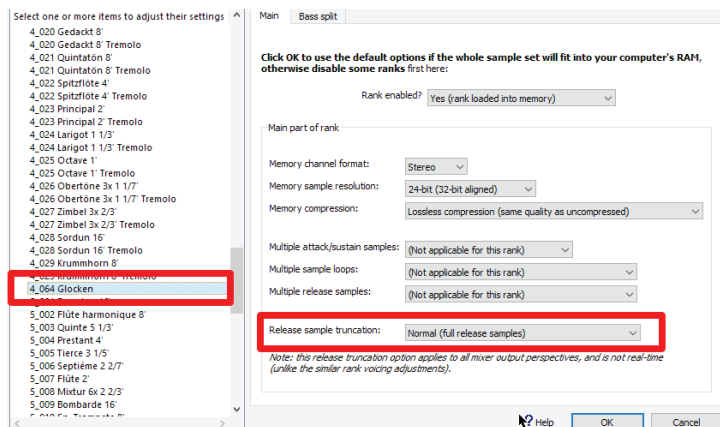 Select one or more items to adjust their settings
4_020 Gedackt 8'
4_020 Gedackt 8' Tremolo
4_021 Quintatön 8'
4_021 Quintatön 8' Tremolo
4_022 Spitzflöte 4'
4_022 Spitzflöte 4' Tremolo
4_023 Principal 2'
4_023 Principal 2' Tremolo
4_024 Larigot 1 1/3'
4_024 Larigot 1 1/3' Tremolo
4_025 Octave 1'
4_025 Octave 1' Tremolo
4_026 Obertöne 3x 1 1/7'
4_026 Obertöne 3x 1 1/7' Tremolo
4_027 Zimbel 3x 2/3'
4_027 Zimbel 3x 2/3' Tremolo
4_028 Sordun 16'
4_028 Sordun 16' Tremolo
4_029 Krummhorn 8'
4_029 Krummhorn 8' Tremolo
4_064 Glocken
5_002 Flûte harmonique 8'
5_003 Quinte 5 1/3'
5_004 Prestant 4'
5_005 Tierce 3 1/5'
5_006 Septiéme 2 2/7'
5_007 Flûte 2'
5_008 Mixtur 6x 2 2/3'
5_009 Bombarde 16'
Main
Bass split
Click OK to use the default options if the whole sample set will fit into your computer's RAM,
otherwise disable some ranks first here:
Rank enabled? Yes (rank loaded into memory)
Main part of rank
Memory channel format: Stereo
Memory sample resolution: 24-bit (32-bit aligned)
Memory compression: Lossless compression (same quality as uncompressed)
Multiple attack/sustain samples: (Not applicable for this rank)
Multiple sample loops: (Not applicable for this rank)
Multiple release samples: (Not applicable for this rank)
Release sample truncation: Normal (full release samples)
Note: this release truncation option applies to all mixer output perspectives, and is not real-time
(unlike the similar rank voicing adjustments).
Help
OK
Cancel